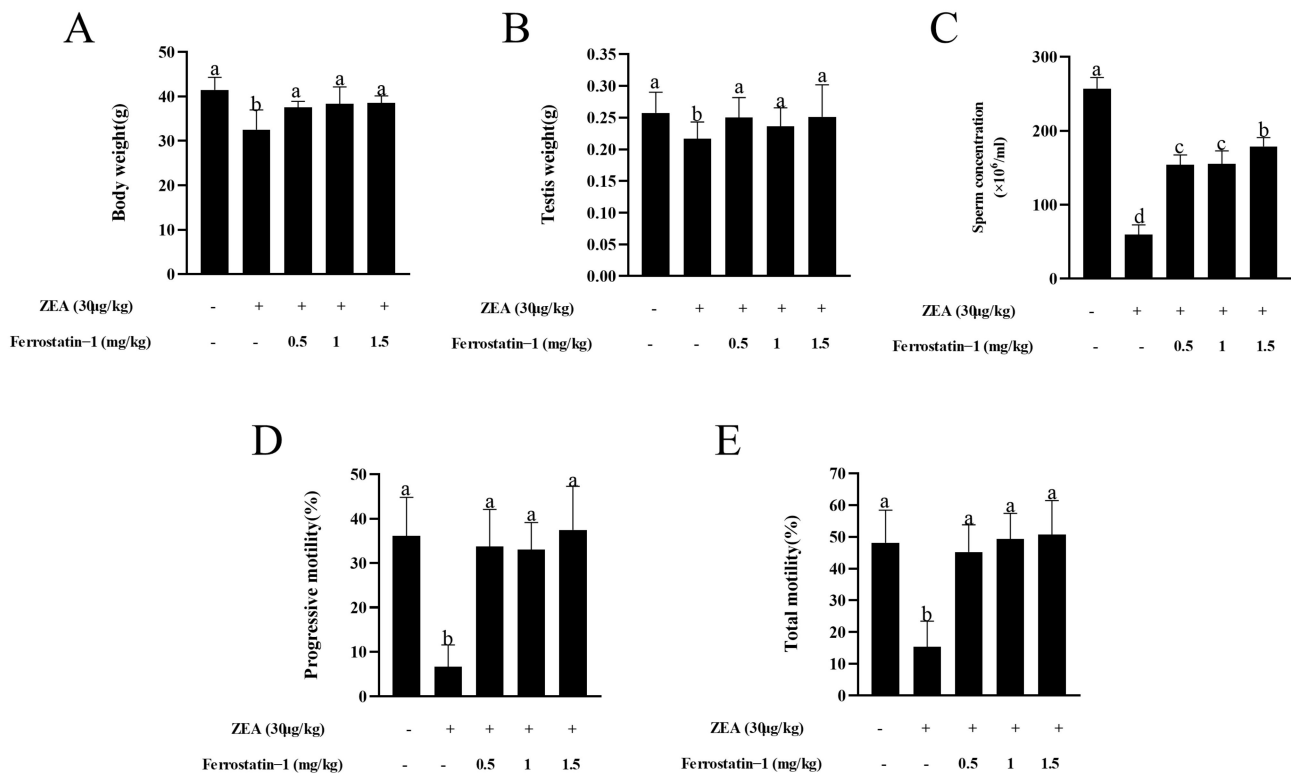 A
Body weight(g)
50
40
30
20
10
0
a
b
a
a
a
ZEA (30μg/kg)
- + + + +
Ferrostatin−1 (mg/kg)
- - 0.5 1 1.5
B
Testis weight(g)
0.35
0.30
0.25
0.20
0.15
0.10
0.05
0.00
a
b
a
a
a
ZEA (30μg/kg)
- + + + +
Ferrostatin−1 (mg/kg)
- - 0.5 1 1.5
C
Sperm concentration
(×10⁶/ml)
300
200
100
0
a
d
c
c
b
ZEA (30μg/kg)
- + + + +
Ferrostatin−1 (mg/kg)
- - 0.5 1 1.5
D
Progressive motility(%)
50
40
30
20
10
0
a
b
a
a
a
ZEA (30μg/kg)
- + + + +
Ferrostatin−1 (mg/kg)
- - 0.5 1 1.5
E
Total motility(%)
70
60
50
40
30
20
10
0
a
b
a
a
a
ZEA (30μg/kg)
- + + + +
Ferrostatin−1 (mg/kg)
- - 0.5 1 1.5